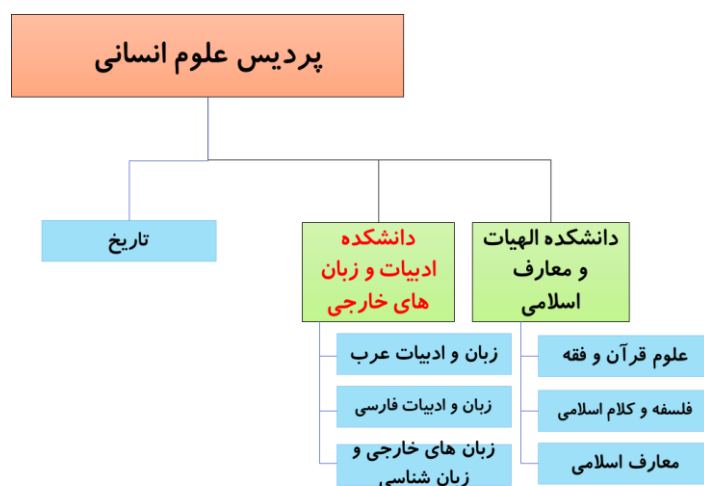 پردیس علوم انسانی
دانشکده الهیات
و معارف
اسلامی
علوم قرآن و فقه
فلسفه و کلام اسلامی
معارف اسلامی
دانشکده
ادبیات و زبان
های خارجی
زبان و ادبیات عرب
زبان و ادبیات فارسی
زبان های خارجی و
زبان شناسی
تاریخ